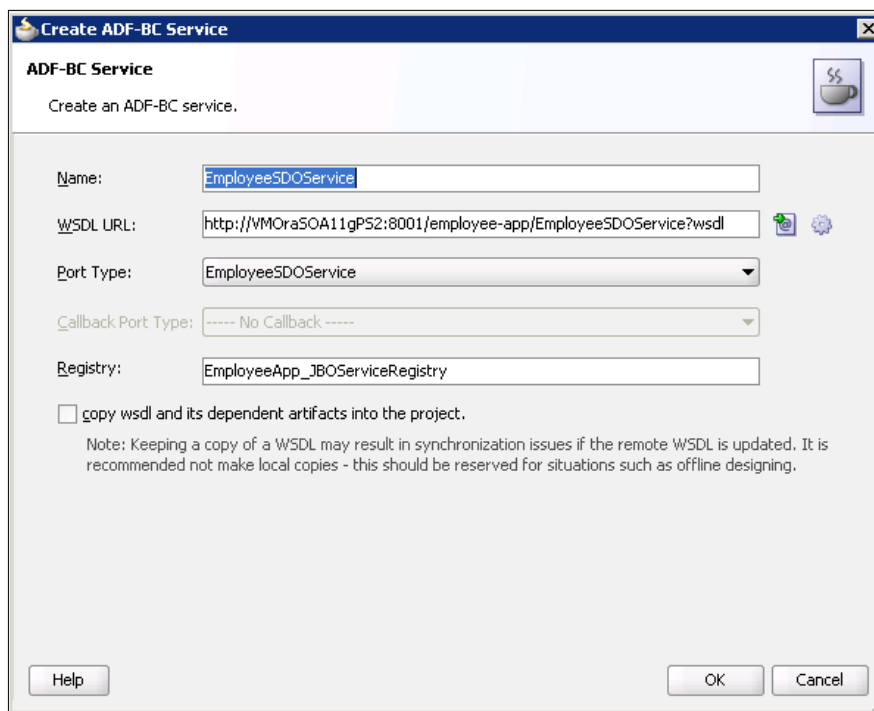 Create ADF-BC Service
ADF-BC Service
Create an ADF-BC service.
Name: EmployeeSDOService
WSDL URL: http://VMOraSOA11gPS2:8001/employee-app/EmployeeSDOService?wsdl
Port Type: EmployeeSDOService
Callback Port Type: ----- No Callback -----
Registry: EmployeeApp_JBOServiceRegistry
copy wsdl and its dependent artifacts into the project.
Note: Keeping a copy of a WSDL may result in synchronization issues if the remote WSDL is updated. It is
recommended not make local copies - this should be reserved for situations such as offline designing.
Help OK Cancel